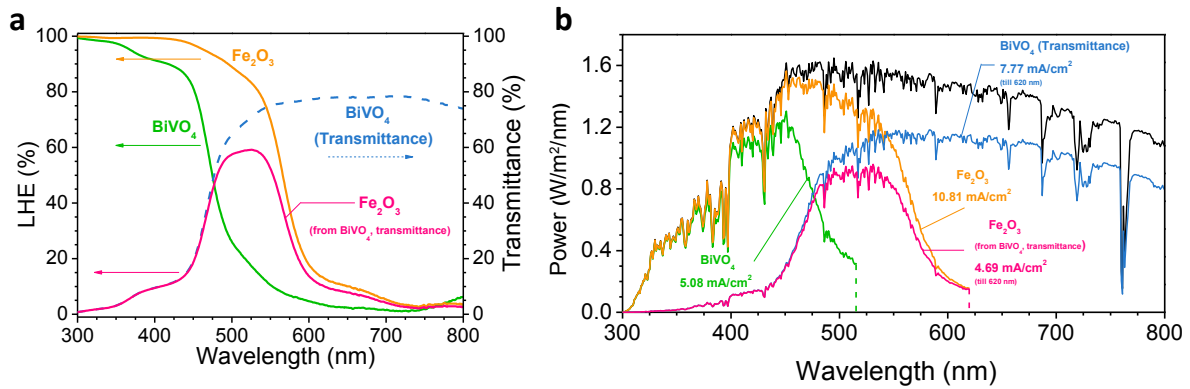 a
LHE (%)
100
80
60
40
20
0
300
400
500
600
700
800
Wavelength (nm)
100
80
60
40
20
0
Transmittance (%)
Fe₂O₃
BiVO₄
BiVO₄
(Transmittance)
Fe₂O₃
(from BiVO₄, transmittance)
b
Power (W/m²/nm)
1.6
1.2
0.8
0.4
0.0
300
400
500
600
700
800
Wavelength (nm)
BiVO₄ (Transmittance)
7.77 mA/cm²
(till 620 nm)
Fe₂O₃
10.81 mA/cm²
Fe₂O₃
(from BiVO₄, transmittance)
4.69 mA/cm²
(till 620 nm)
BiVO₄
5.08 mA/cm²